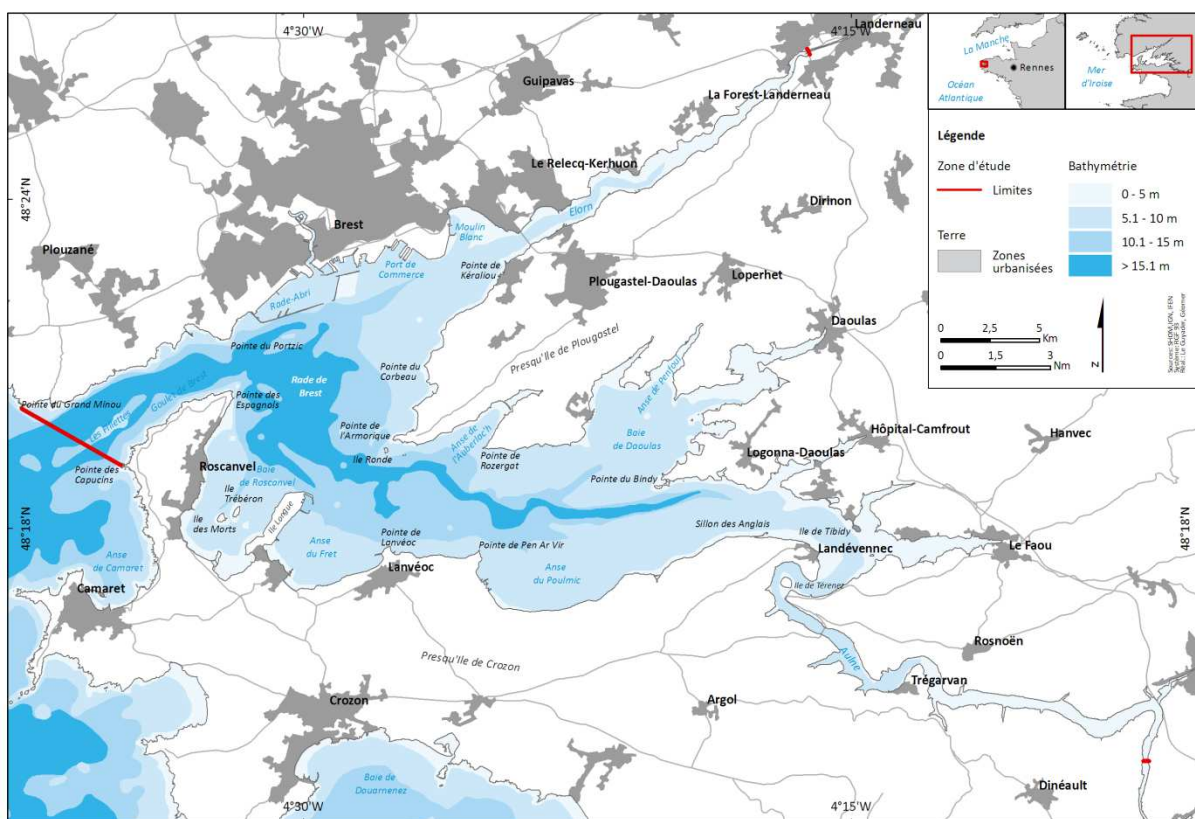 4°30'W
4°15'W
Landerneau
Guipavas
La Forest-Landerneau
Le Relecq-Kerhuon
Elorn
Dirinon
48°24'N
Brest
Moulin
Blanc
Plouzané
Port de
Commerce
Pointe de
Kéraliou
Plougastel-Daoulas
Loperhet
Rade-Abri
Daoulas
Presqu'île de Plougastel
Pointe du Portzic
Pointe du
Corbeau
Anse de Penfoul
Rade de
Brest
Goulet de Brest
Pointe des
Espagnols
Pointe du Grand Minou
Les Fillettes
Pointe de
l'Armorique
Anse de
l'Auberlac'h
Baie de
Daoulas
Hôpital-Camfrout
Hanvec
Ile Ronde
Pointe de
Rozergat
Logonna-Daoulas
Roscanvel
Baie
de Roscanvel
Pointe des
Capucins
Pointe du Bindy
Ile
Trébéron
Ile
des Morts
Ile Longue
48°18'N
Sillon des Anglais
Ile de Tibidy
48°18'N
Anse
du Fret
Pointe de
Lanvéoc
Pointe de Pen Ar Vir
Landévennec
Le Faou
Anse
de Camaret
Lanvéoc
Anse
du Poulmic
Ile de Térénez
Camaret
Rosnoën
Presqu'île de Crozon
Aulne
Trégarvan
Crozon
Argol
Baie de
Douarnenez
Dinéault
4°30'W
4°15'W
La Manche
Rennes
Océan
Atlantique
Mer
d'Iroise
Légende
Zone d'étude
Limites
Terre
Zones
urbanisées
Bathymétrie
0 - 5 m
5.1 - 10 m
10.1 - 15 m
> 15.1 m
0 2,5 5
Km
0 1,5 3
Nm
N